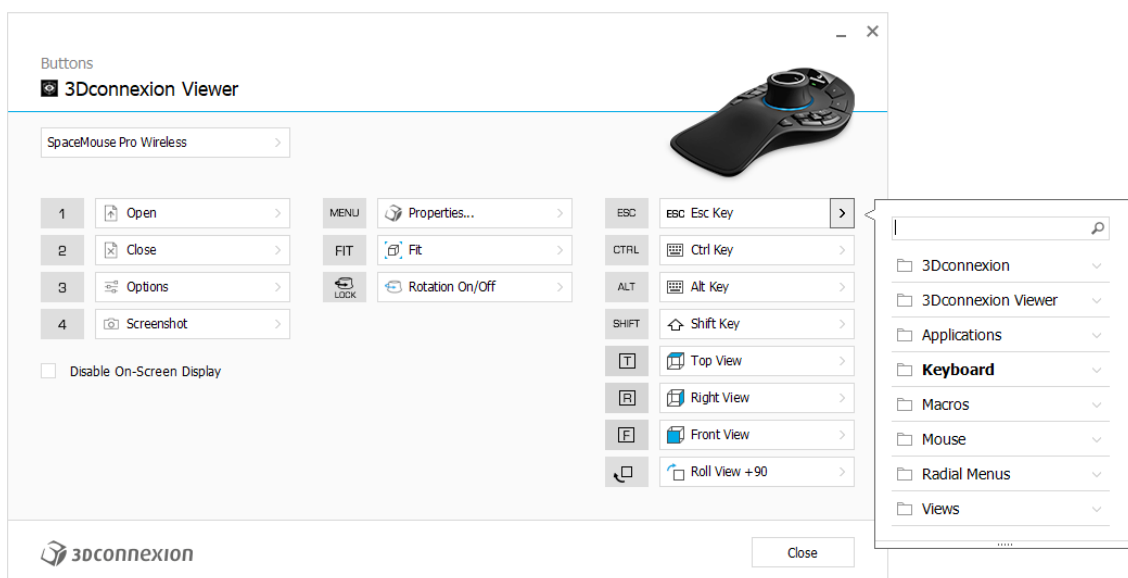 Buttons
3Dconnexion Viewer
SpaceMouse Pro Wireless
1 Open
2 Close
3 Options
4 Screenshot
Disable On-Screen Display
MENU Properties...
FIT Fit
LOCK Rotation On/Off
ESC ESC Esc Key
CTRL Ctrl Key
ALT Alt Key
SHIFT Shift Key
T Top View
R Right View
F Front View
Roll View +90
3Dconnexion
3Dconnexion Viewer
Applications
Keyboard
Macros
Mouse
Radial Menus
Views
3Dconnexion
Close